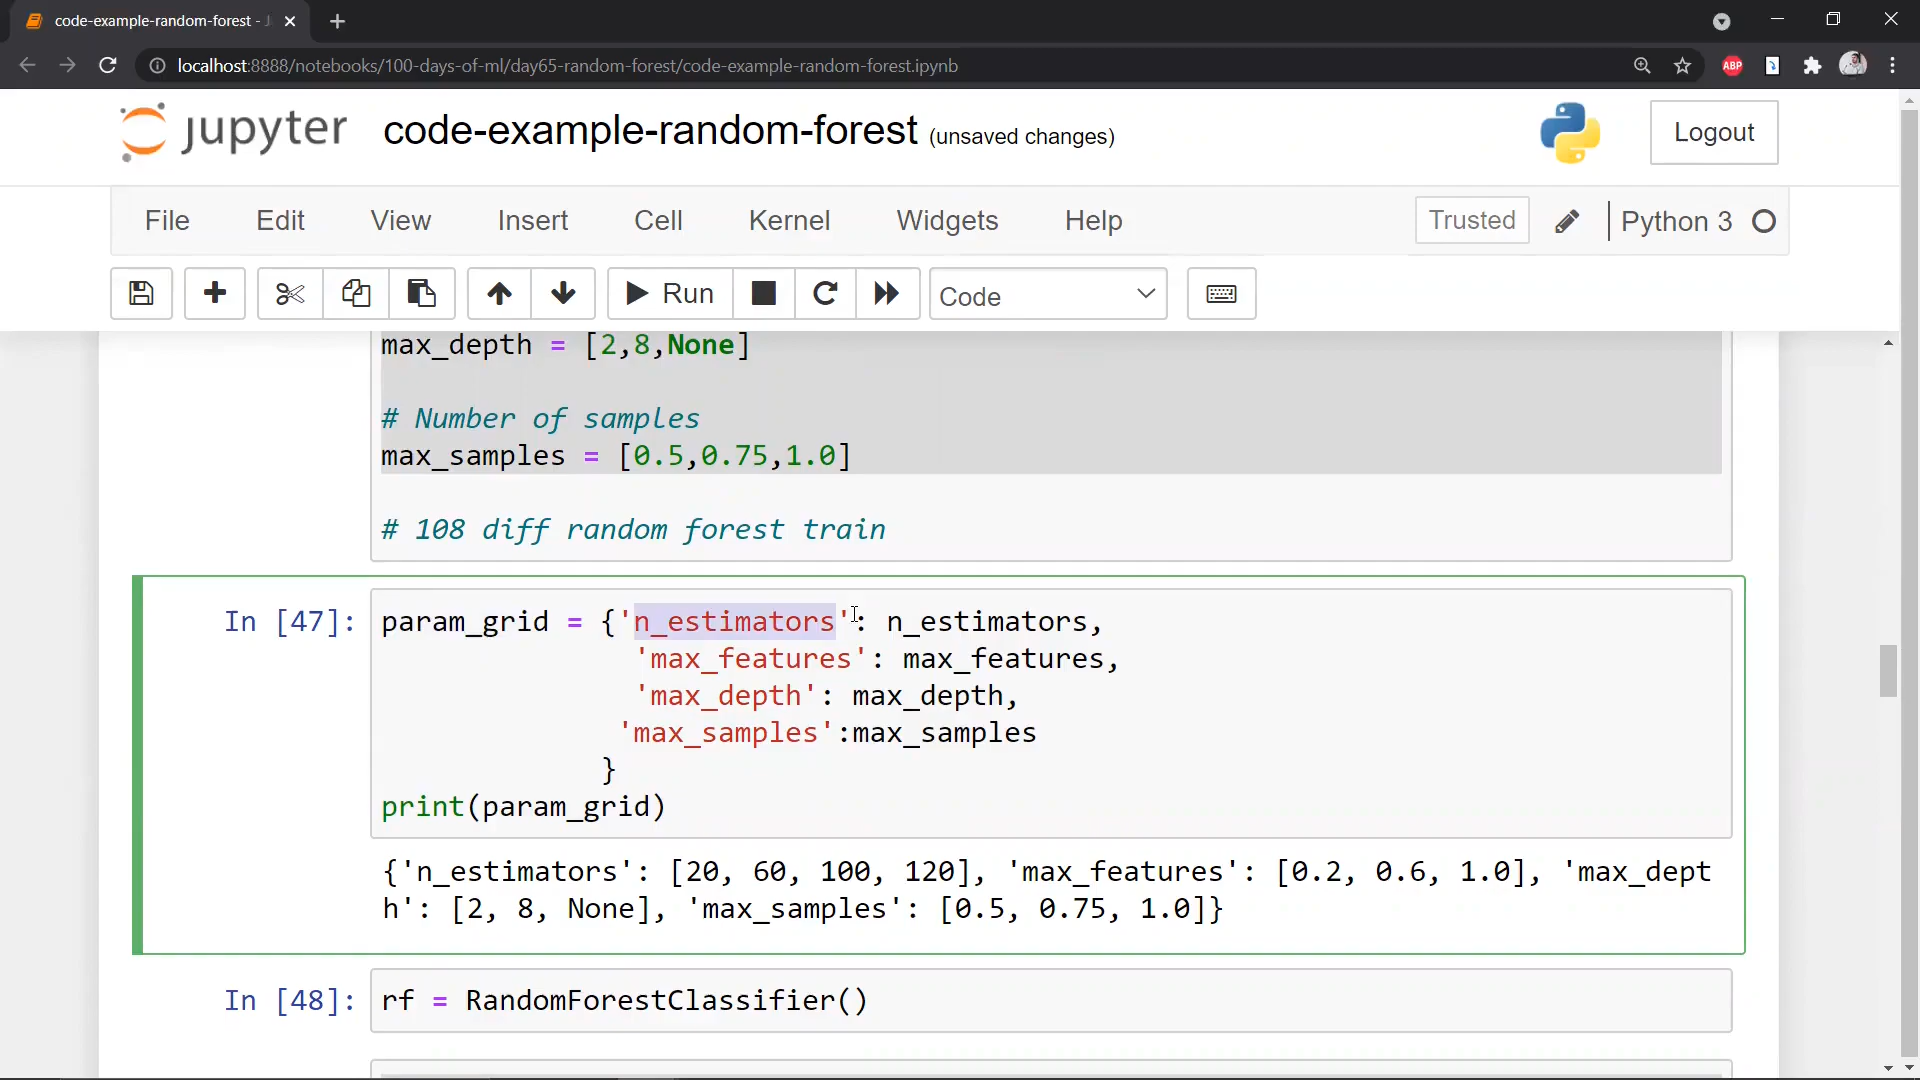 code-example-random-forest - J
localhost:8888/notebooks/100-days-of-ml/day65-random-forest/code-example-random-forest.ipynb
ABP
jupyter code-example-random-forest (unsaved changes)
Logout
File Edit View Insert Cell Kernel Widgets Help Trusted Python 3
Run Code
max_depth = [2,8,None]
# Number of samples
max_samples = [0.5,0.75,1.0]
# 108 diff random forest train
In [47]: param_grid = {'n_estimators': n_estimators,
'max_features': max_features,
'max_depth': max_depth,
'max_samples':max_samples
}
print(param_grid)
{'n_estimators': [20, 60, 100, 120], 'max_features': [0.2, 0.6, 1.0], 'max_dept
h': [2, 8, None], 'max_samples': [0.5, 0.75, 1.0]}
In [48]: rf = RandomForestClassifier()